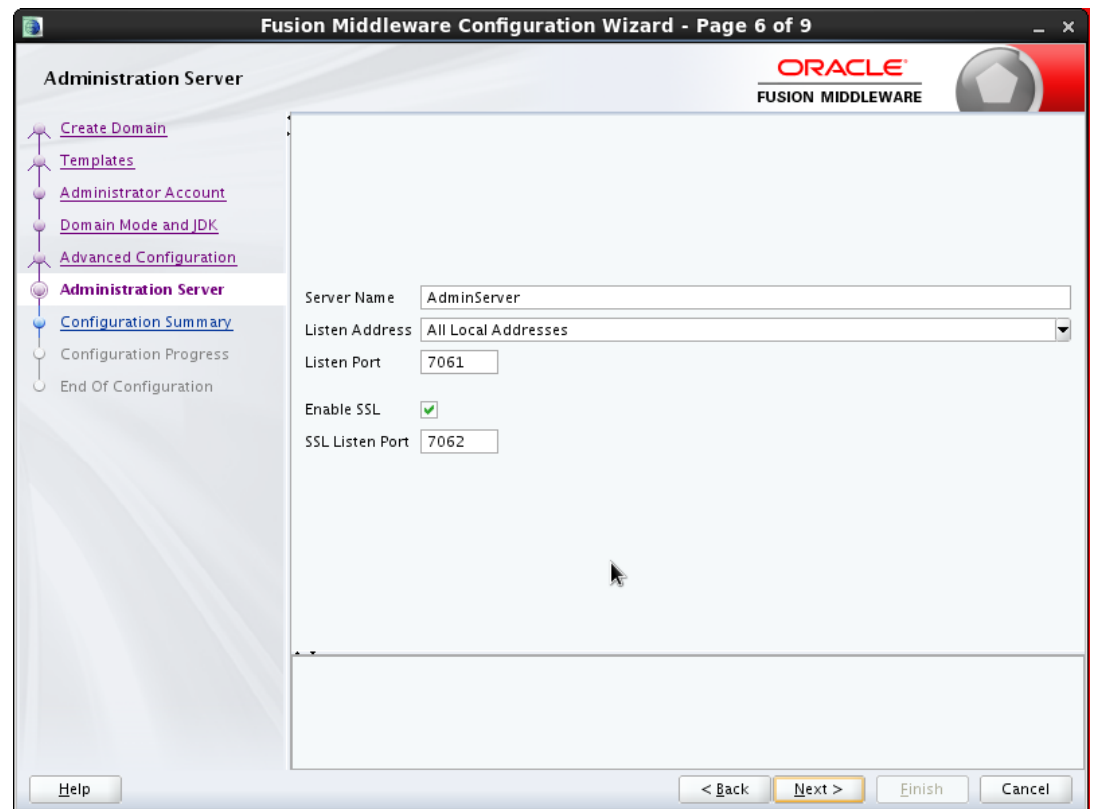 Fusion Middleware Configuration Wizard - Page 6 of 9
Administration Server
ORACLE
FUSION MIDDLEWARE
Create Domain
Templates
Administrator Account
Domain Mode and JDK
Advanced Configuration
Administration Server
Configuration Summary
Configuration Progress
End Of Configuration
Server Name AdminServer
Listen Address All Local Addresses
Listen Port 7061
Enable SSL
SSL Listen Port 7062
Help < Back Next > Finish Cancel